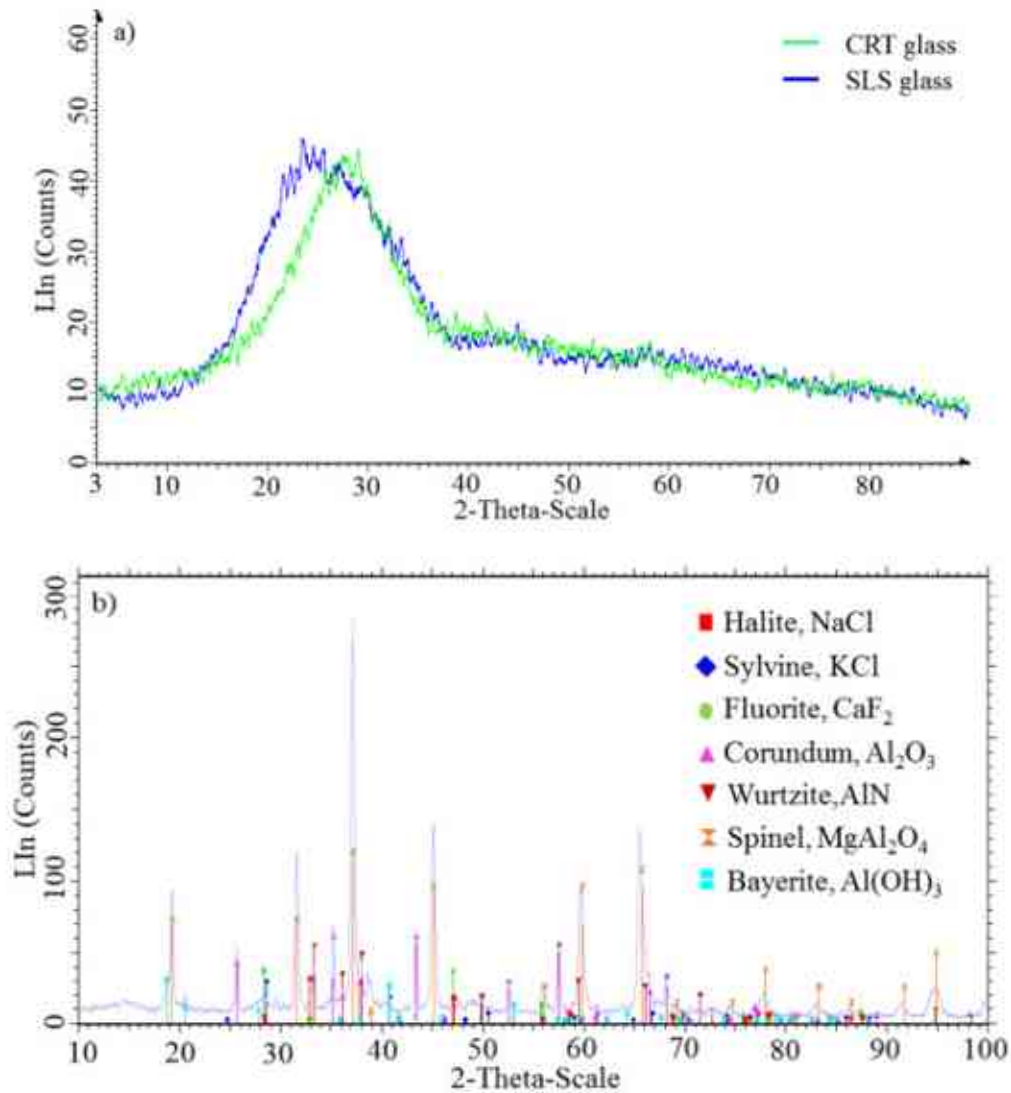 a)
CRT glass
SLS glass
LIn (Counts)
60
50
40
30
20
10
0
3 10 20 30 40 50 60 70 80
2-Theta-Scale
b)
Halite, NaCl
Sylvine, KCl
Fluorite, CaF₂
Corundum, Al₂O₃
Wurtzite, AlN
Spinel, MgAl₂O₄
Bayerite, Al(OH)₃
LIn (Counts)
300
200
100
0
10 20 30 40 50 60 70 80 90 100
2-Theta-Scale